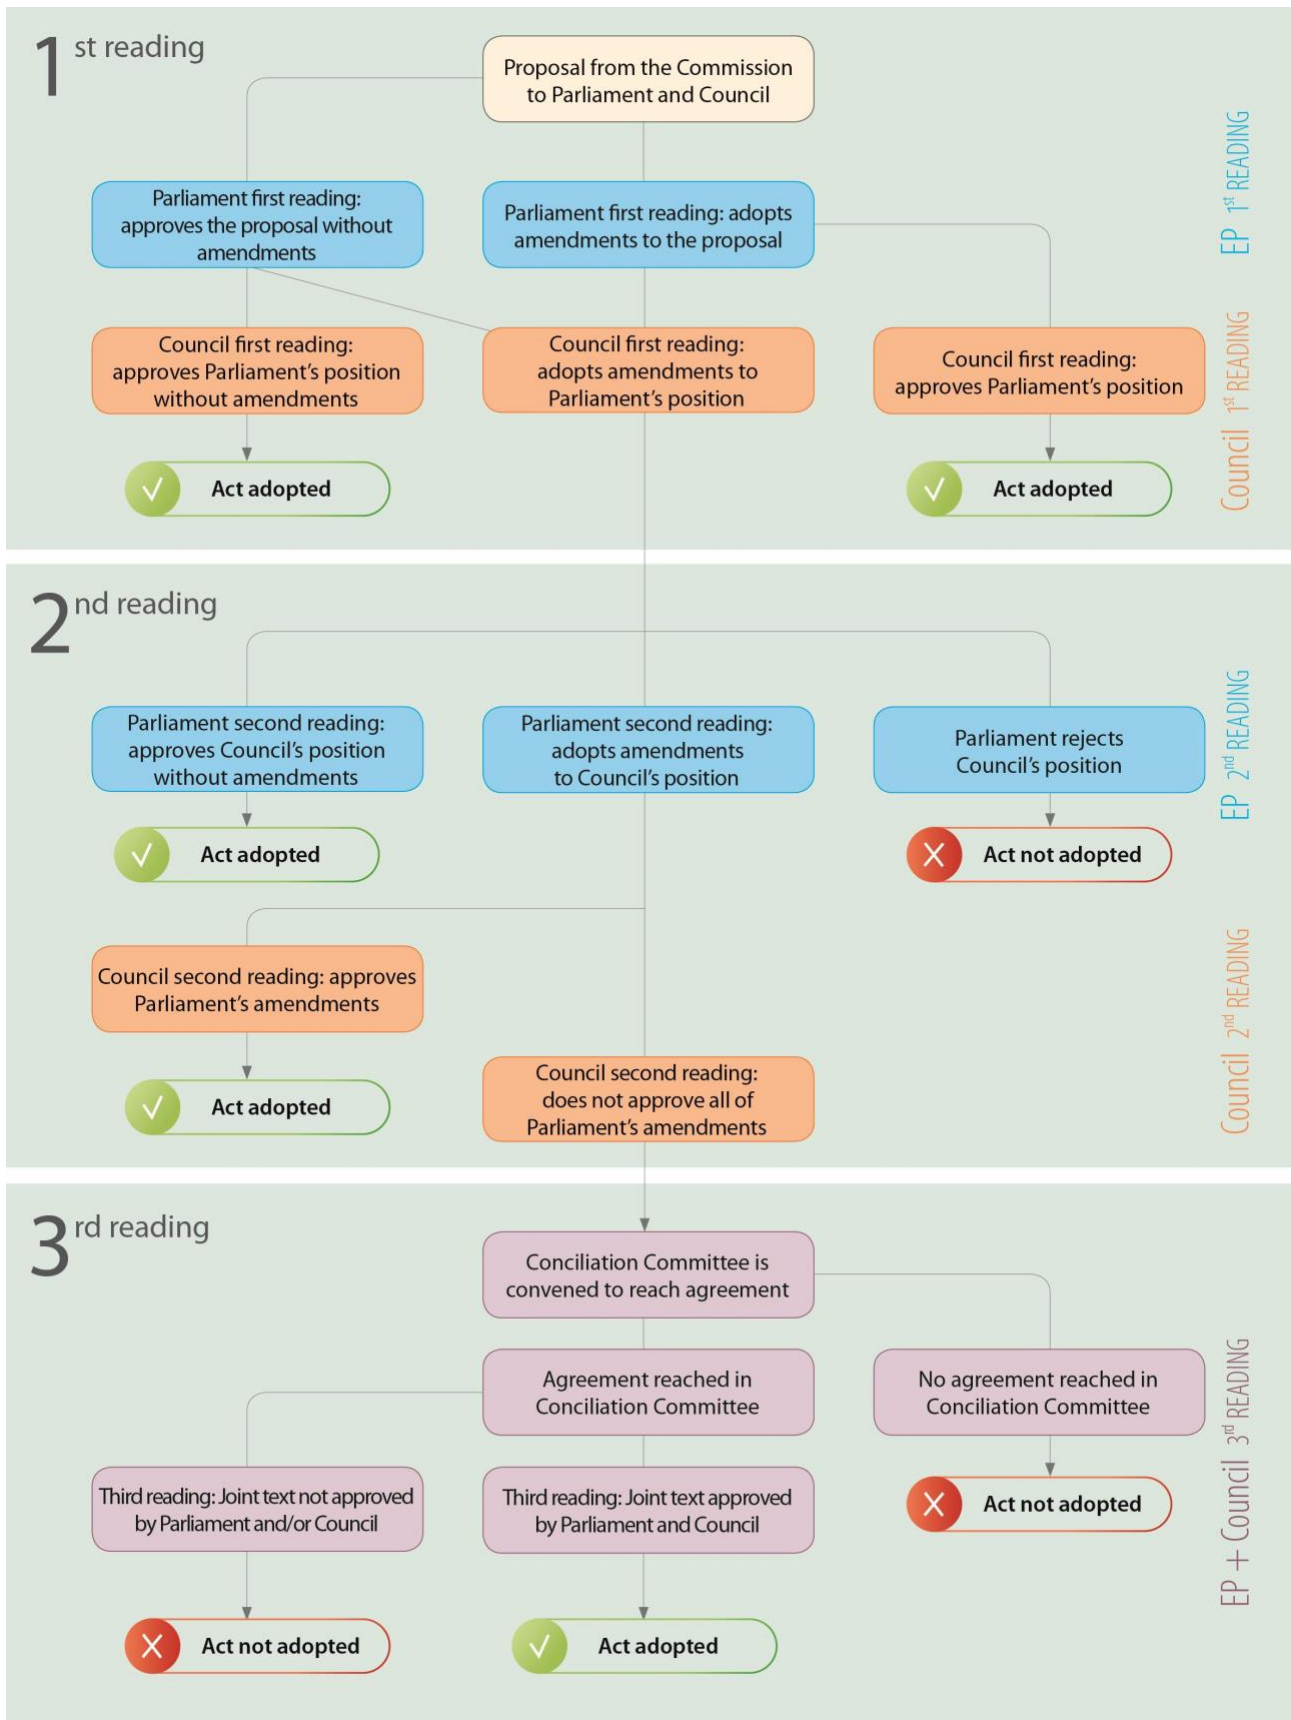 1st reading
Proposal from the Commission
to Parliament and Council
Parliament first reading:
approves the proposal without
amendments
Parliament first reading: adopts
amendments to the proposal
EP 1st READING
Council first reading:
approves Parliament’s position
without amendments
Council first reading:
adopts amendments to
Parliament’s position
Council first reading:
approves Parliament’s position
Act adopted
Act adopted
Council 1st READING
2nd reading
Parliament second reading:
approves Council’s position
without amendments
Parliament second reading:
adopts amendments
to Council’s position
Parliament rejects
Council’s position
Act adopted
Act not adopted
EP 2nd READING
Council second reading: approves
Parliament’s amendments
Act adopted
Council second reading:
does not approve all of
Parliament’s amendments
Council 2nd READING
3rd reading
Conciliation Committee is
convened to reach agreement
Agreement reached in
Conciliation Committee
No agreement reached in
Conciliation Committee
Act not adopted
Third reading: Joint text not approved
by Parliament and/or Council
Third reading: Joint text approved
by Parliament and Council
Act not adopted
Act adopted
EP + Council 3rd READING